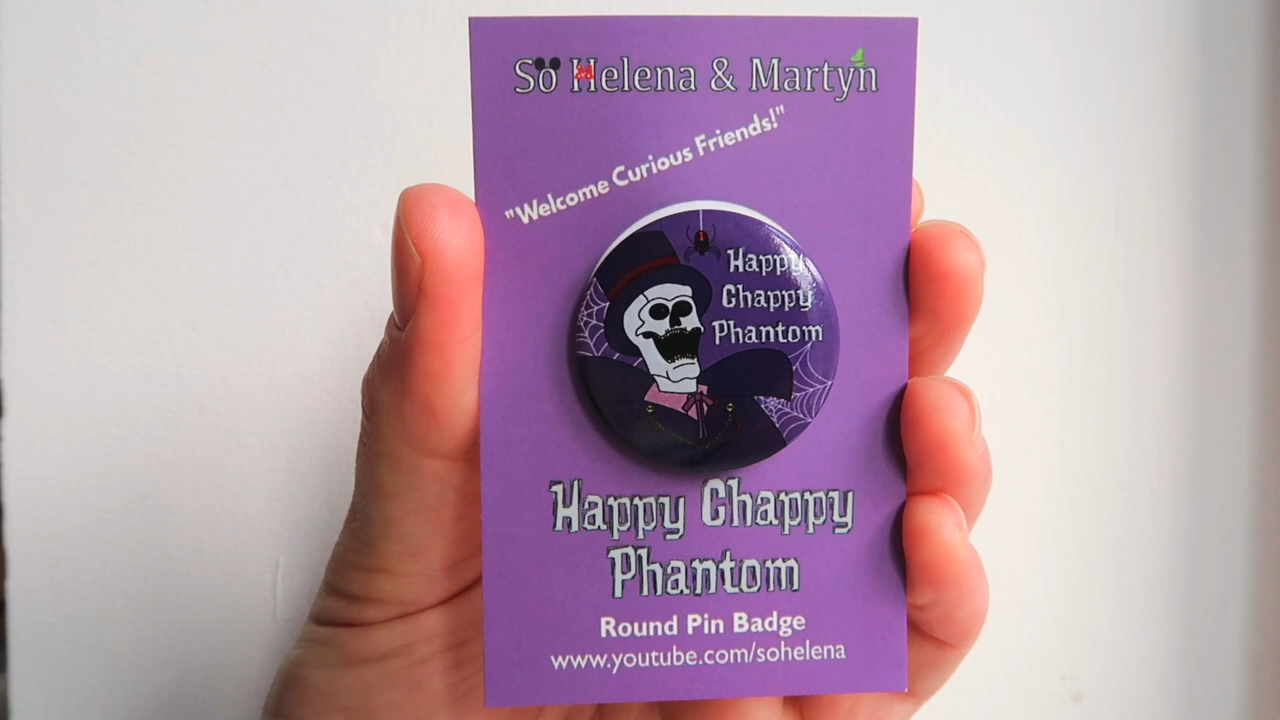 So Helena & Martyn
"Welcome Curious Friends!"
Happy
Chappy
Phantom
Happy Chappy
Phantom
Round Pin Badge
www.youtube.com/sohelena